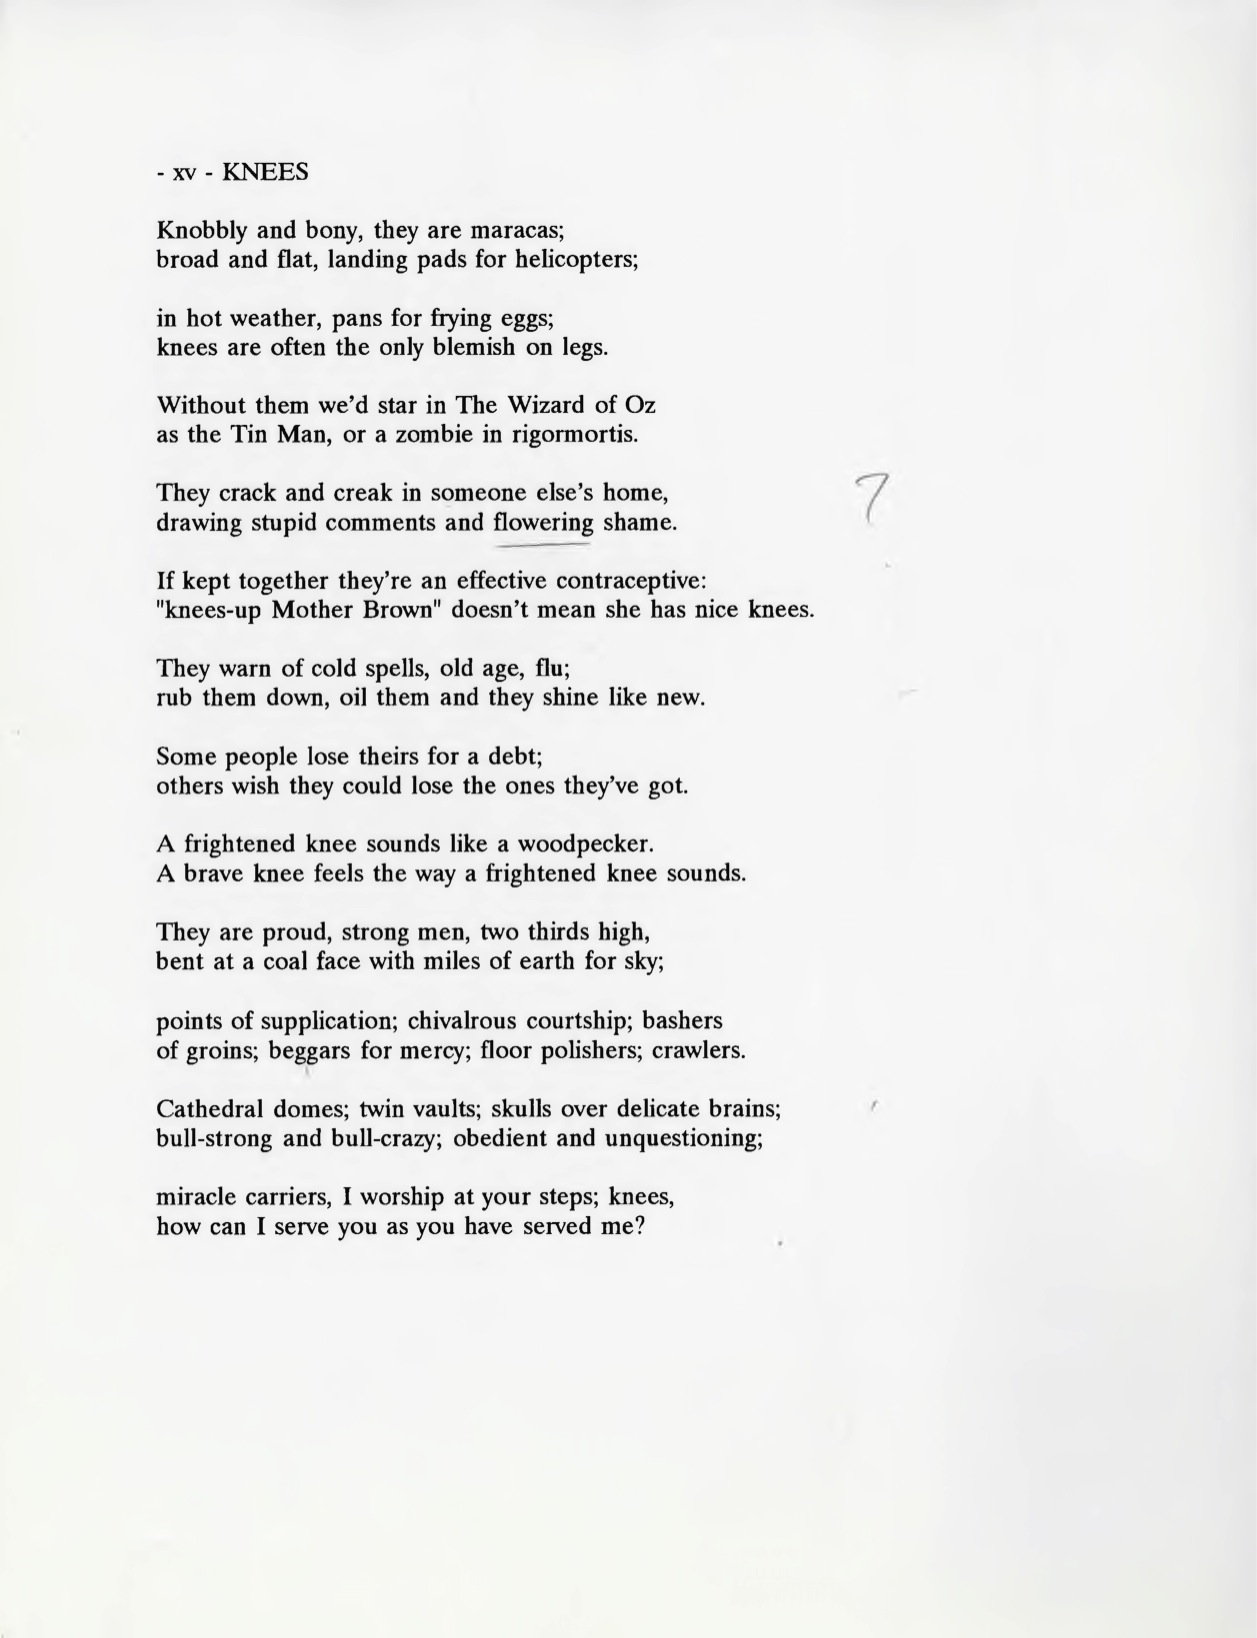 - xv - KNEES
Knobbly and bony, they are maracas;
broad and flat, landing pads for helicopters;
in hot weather, pans for frying eggs;
knees are often the only blemish on legs.
Without them we'd star in The Wizard of Oz
as the Tin Man, or a zombie in rigormortis.
They crack and creak in someone else's home,
drawing stupid comments and flowering shame.
If kept together they're an effective contraceptive:
"knees-up Mother Brown" doesn't mean she has nice knees.
They warn of cold spells, old age, flu;
rub them down, oil them and they shine like new.
Some people lose theirs for a debt;
others wish they could lose the ones they've got.
A frightened knee sounds like a woodpecker.
A brave knee feels the way a frightened knee sounds.
They are proud, strong men, two thirds high,
bent at a coal face with miles of earth for sky;
points of supplication; chivalrous courtship; bashers
of groins; beggars for mercy; floor polishers; crawlers.
Cathedral domes; twin vaults; skulls over delicate brains;
bull-strong and bull-crazy; obedient and unquestioning;
miracle carriers, I worship at your steps; knees,
how can I serve you as you have served me?